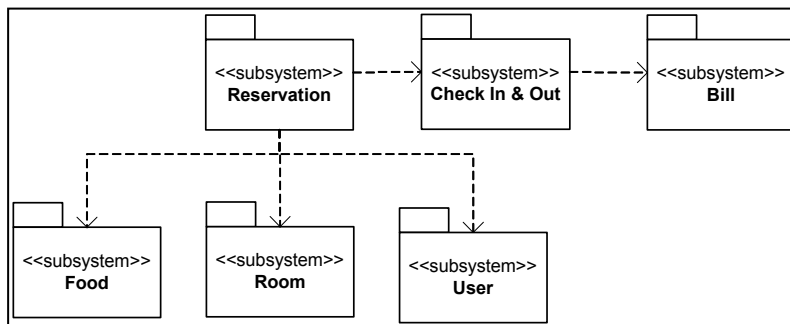 <<subsystem>>
Reservation
<<subsystem>>
Check In & Out
<<subsystem>>
Bill
<<subsystem>>
Food
<<subsystem>>
Room
<<subsystem>>
User